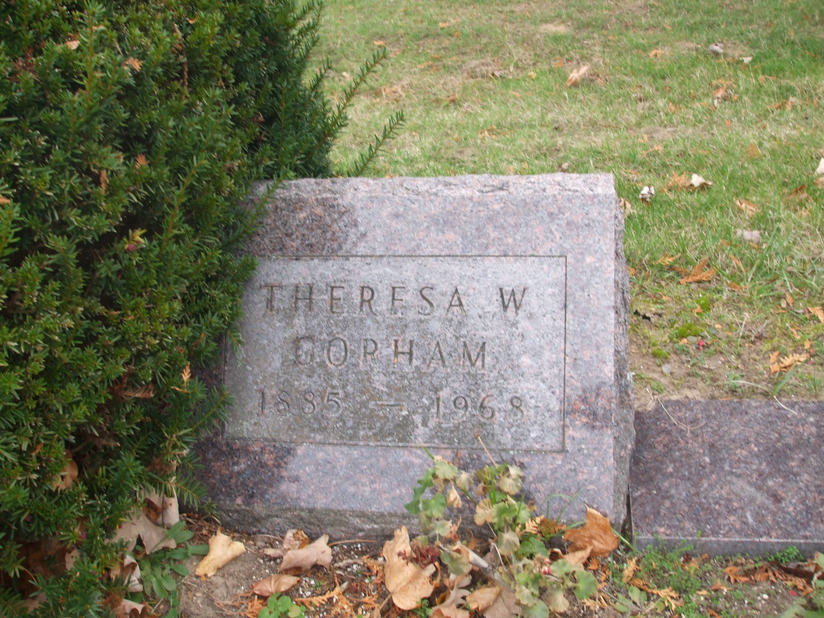 THERESA W
GORHAM
1885 — 1968